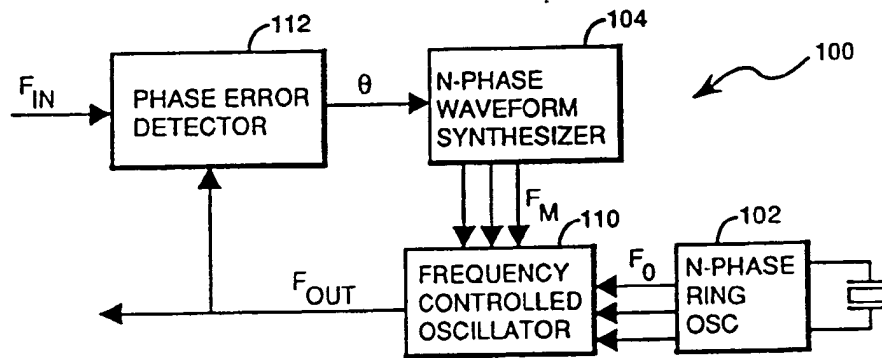 112
104
100
F_IN
PHASE ERROR
DETECTOR
θ
N-PHASE
WAVEFORM
SYNTHESIZER
F_M
110
102
F_OUT
FREQUENCY
CONTROLLED
OSCILLATOR
F_0
N-PHASE
RING
OSC